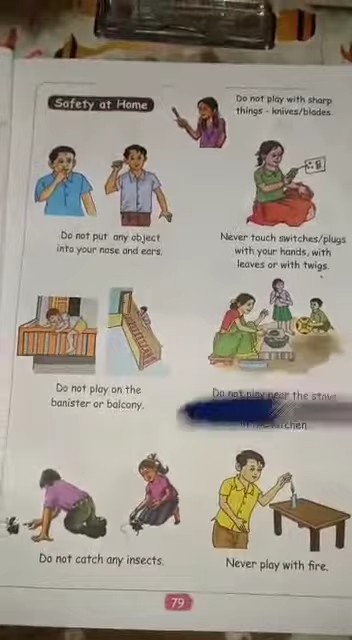 Safety at Home
Do not play with sharp
things - knives/blades
Do not put any object
into your nose and ears.
Never touch switches/plugs
with your hands, with
leaves or with twigs.
Do not play on the
banister or balcony.
Do not play near the stove
kitchen
Do not catch any insects.
Never play with fire.
79